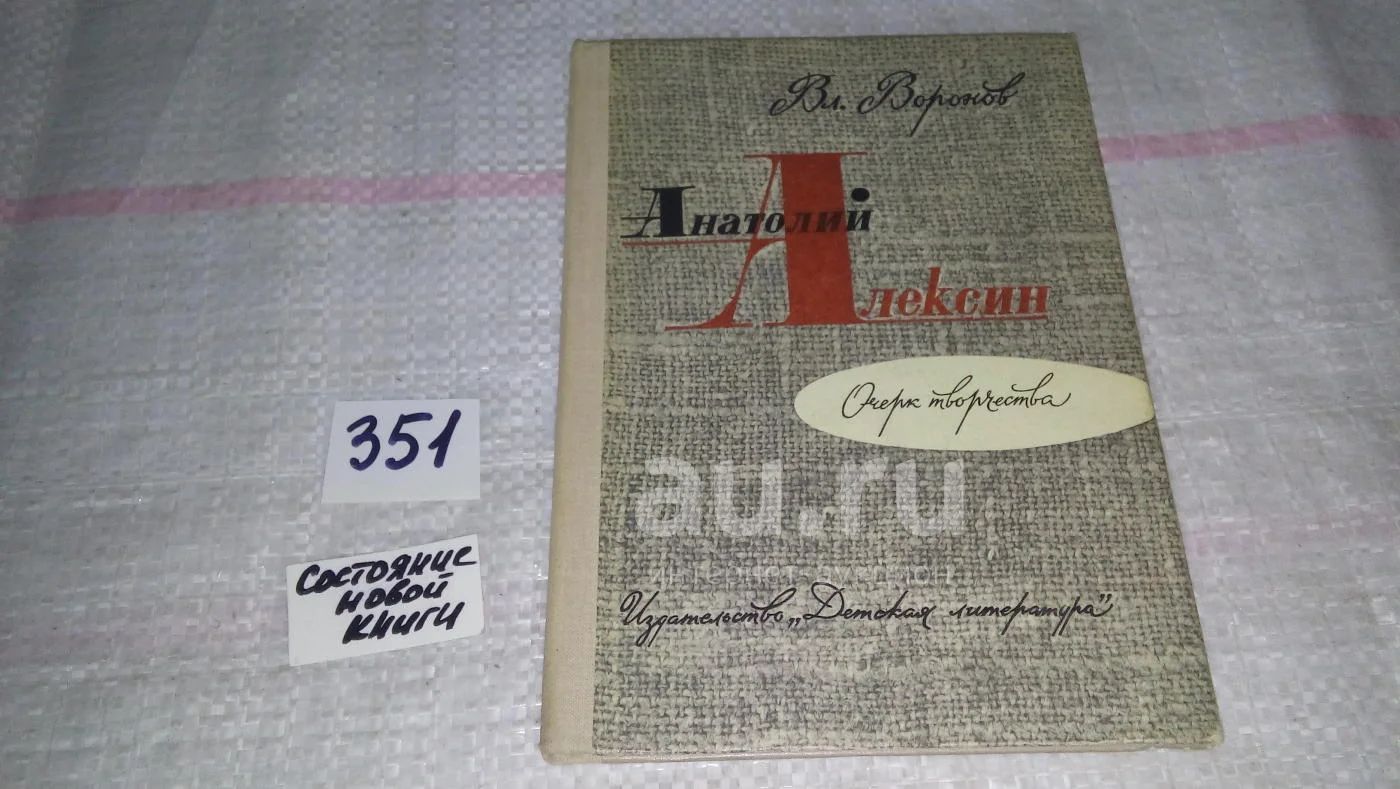 Вл. Воронов
Анатолий
Алексин
Очерк творчества
351
au.ru
Состояние
новой
книги
Издательство „Детская литература"